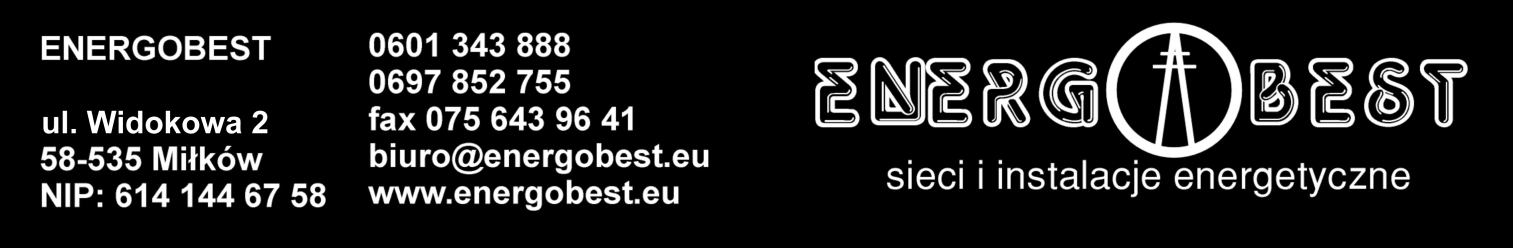 ENERGOBEST
ul. Widokowa 2
58-535 Miłków
NIP: 614 144 67 58
0601 343 888
0697 852 755
fax 075 643 96 41
biuro@energobest.eu
www.energobest.eu
ENERGOBEST
sieci i instalacje energetyczne